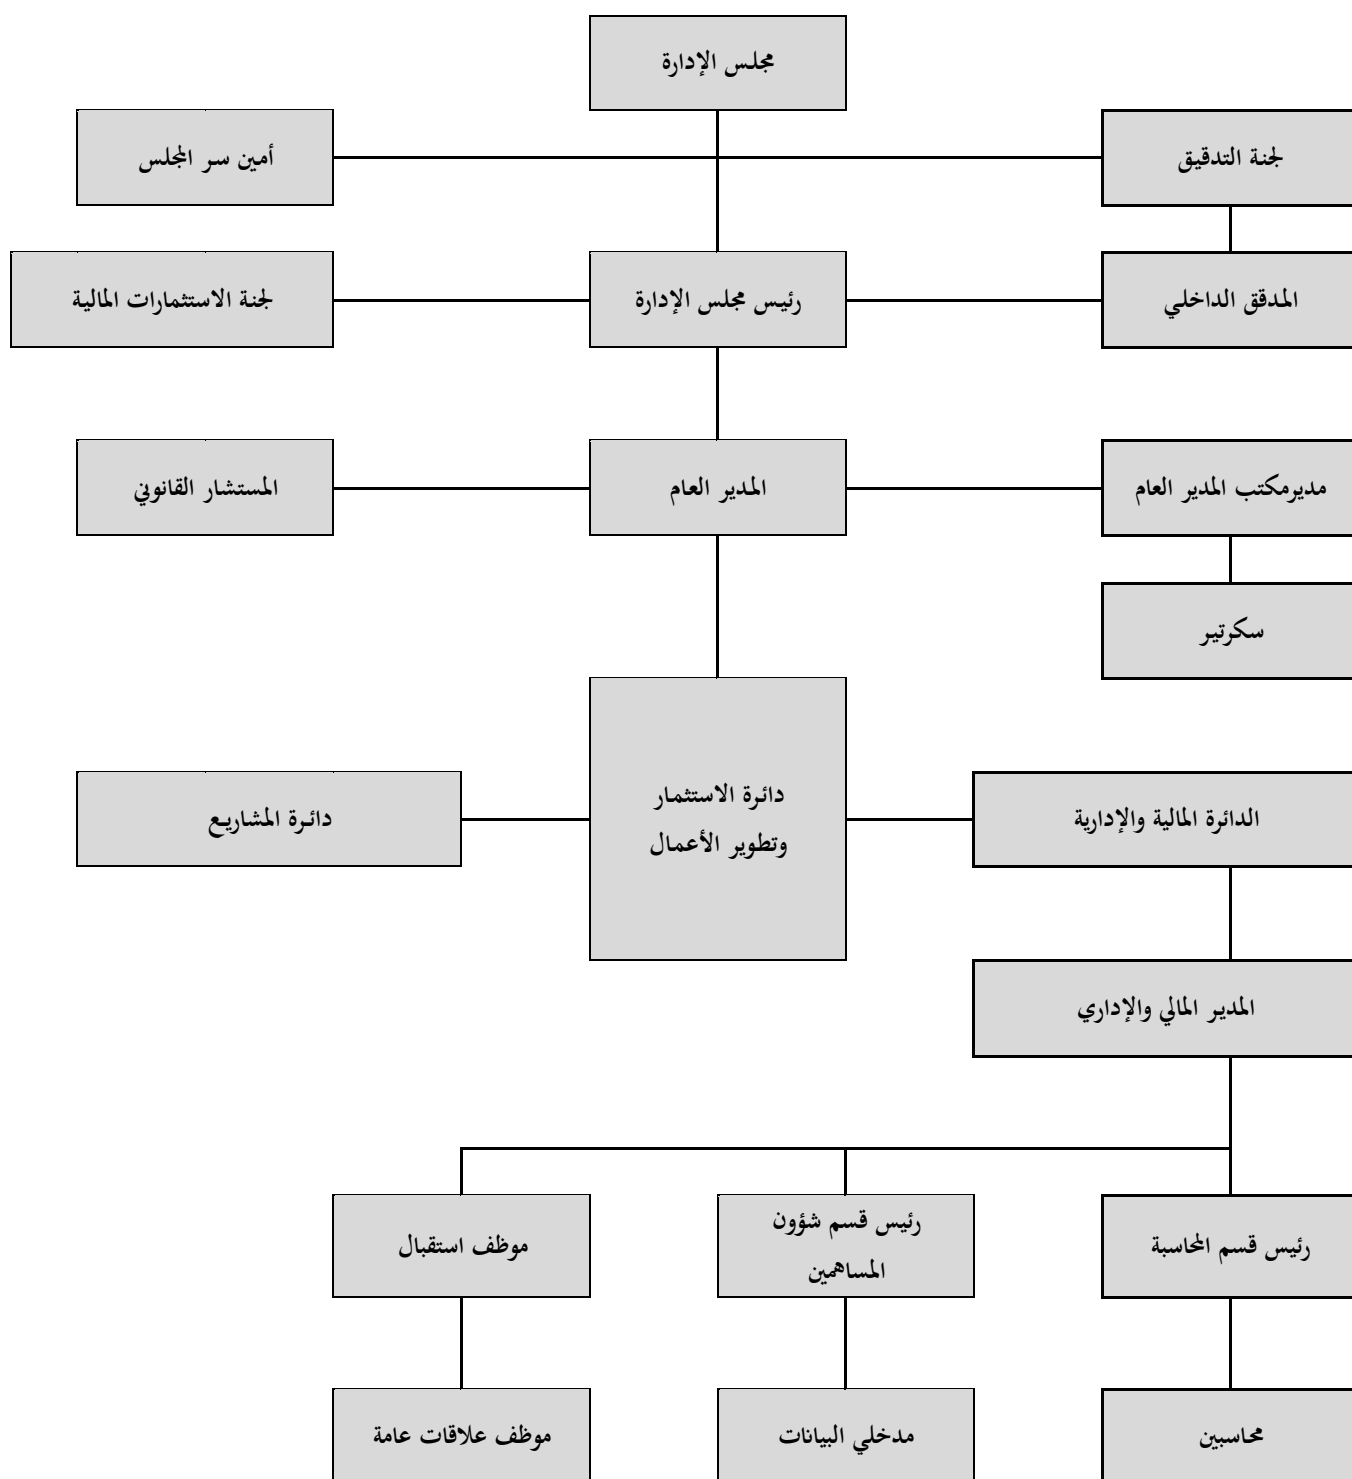 مجلس الإدارة
لجنة التدقيق
أمين سر المجلس
المدقق الداخلي
رئيس مجلس الإدارة
لجنة الاستثمارات المالية
مديرمكتب المدير العام
المدير العام
المستشار القانوني
سكرتير
الدائرة المالية والإدارية
دائرة الاستثمار
وتطوير الأعمال
دائرة المشاريع
المدير المالي والإداري
رئيس قسم المحاسبة
رئيس قسم شؤون
المساهمين
موظف استقبال
محاسبين
مدخلي البيانات
موظف علاقات عامة